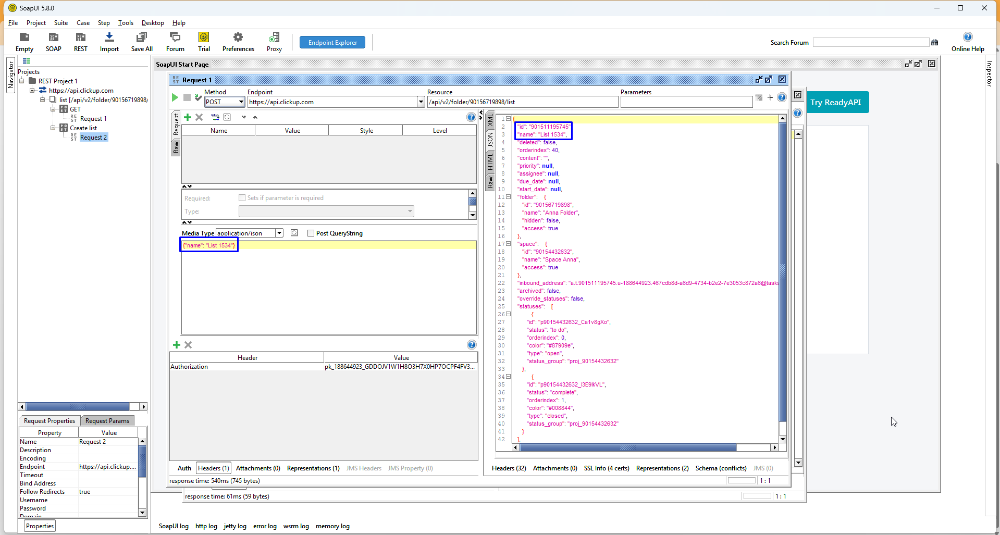 SoapUI 5.8.0
File Project Suite Case Step Tools Desktop Help
Empty SOAP REST Import Save All Forum Trial Preferences Proxy Endpoint Explorer Search Forum Online Help
Navigator
Projects
REST Project 1
https://api.clickup.com
list [/api/v2/folder/90156719898/
GET
Request 1
Create list
Request 2
Request Properties Request Params
Property Value
Name Request 2
Description
Encoding
Endpoint https://api.clickup....
Timeout
Bind Address
Follow Redirects true
Username
Password
Domain
Properties
SoapUI Start Page
Request 1
Method Endpoint Resource Parameters
POST https://api.clickup.com /api/v2/folder/90156719898/list
Request
Raw
Name Value Style Level
Required: Sets if parameter is required
Type:
Media Type application/json Post QueryString
{"name": "List 1534"}
Header Value
Authorization pk_188644923_GDDOJV1W1H8O3H7X0HP7OCPF4FV3...
Auth Headers (1) Attachments (0) Representations (1) JMS Headers JMS Property (0)
response time: 540ms (745 bytes)
response time: 61ms (59 bytes)
XML
JSON
HTML
Raw
1 {
2 "id": "901511195745"
3 "name": "List 1534",
4 "deleted": false,
5 "orderindex": 40,
6 "content": "",
7 "priority": null,
8 "assignee": null,
9 "due_date": null,
10 "start_date": null,
11 "folder": {
12 "id": "90156719898",
13 "name": "Anna Folder",
14 "hidden": false,
15 "access": true
16 },
17 "space": {
18 "id": "90154432632",
19 "name": "Space Anna",
20 "access": true
21 },
22 "inbound_address": "a.t.901511195745.u-188644923.467cdb8d-a6d9-4734-b2e2-7e3053c872a6@tasks
23 "archived": false,
24 "override_statuses": false,
25 "statuses": [
26 {
27 "id": "p90154432632_Ca1v8gXo",
28 "status": "to do",
29 "orderindex": 0,
30 "color": "#87909e",
31 "type": "open",
32 "status_group": "proj_90154432632"
33 },
34 {
35 "id": "p90154432632_l3E9lkVL",
36 "status": "complete",
37 "orderindex": 1,
38 "color": "#008844",
39 "type": "closed",
40 "status_group": "proj_90154432632"
41 }
42 ],
Headers (32) Attachments (0) SSL Info (4 certs) Representations (2) Schema (conflicts) JMS (0)
1 : 1
1 : 1
Try ReadyAPI
Inspector
SoapUI log http log jetty log error log wsrm log memory log